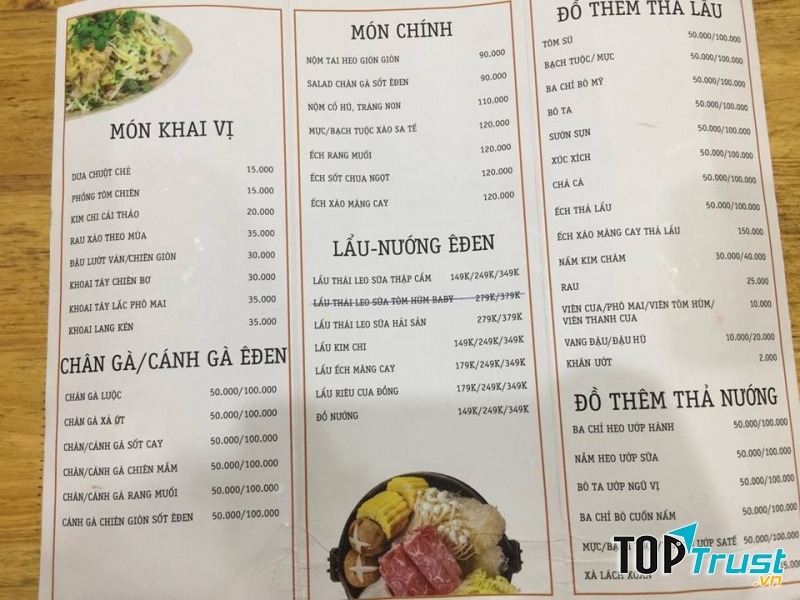 MÓN KHAI VỊ
DƯA CHUỘT CHẺ 15.000
PHỒNG TÔM CHIÊN 15.000
KIM CHI CẢI THẢO 20.000
RAU XÀO THEO MÙA 35.000
ĐẬU LƯỚT VÁN/CHIÊN GIÒN 30.000
KHOAI TÂY CHIÊN BƠ 30.000
KHOAI TÂY LẮC PHÔ MAI 35.000
KHOAI LANG KÉN 35.000
CHÂN GÀ/CÁNH GÀ ÊĐEN
CHÂN GÀ LUỘC 50.000/100.000
CHÂN GÀ XẢ ỚT 50.000/100.000
CHÂN/CÁNH GÀ SỐT CAY 50.000/100.000
CHÂN/CÁNH GÀ CHIÊN MẮM 50.000/100.000
CHÂN/CÁNH GÀ RANG MUỐI 50.000/100.000
CÁNH GÀ CHIÊN GIÒN SỐT ÊĐEN 50.000/100.000
MÓN CHÍNH
NỘM TAI HEO GIÒN GIÒN 90.000
SALAD CHÂN GÀ SỐT ÊĐEN 90.000
NỘM CỔ HŨ, TRÀNG NON 110.000
MỰC/BẠCH TUỘC XÀO SA TẾ 120.000
ẾCH RANG MUỐI 120.000
ẾCH SỐT CHUA NGỌT 120.000
ẾCH XÀO MĂNG CAY 120.000
LẨU-NƯỚNG ÊĐEN
LẨU THÁI LEO SỮA THẬP CẨM 149K/249K/349K
LẨU THÁI LEO SỮA TÔM HÙM BABY 279K/379K
LẨU THÁI LEO SỮA HẢI SẢN 279K/379K
LẨU KIM CHI 149K/249K/349K
LẨU ẾCH MĂNG CAY 179K/249K/349K
LẨU RIÊU CUA ĐỒNG 179K/249K/349K
ĐỒ NƯỚNG 149K/249K/349K
ĐỒ THÊM THẢ LẨU
TÔM SÚ 50.000/100.000
BẠCH TUỘC/MỰC 50.000/100.000
BA CHỈ BÒ MỸ 50.000/100.000
BÒ TA 50.000/100.000
SƯỜN SỤN 50.000/100.000
XÚC XÍCH 50.000/100.000
CHẢ CÁ 50.000/100.000
ẾCH THẢ LẨU 50.000/100.000
ẾCH XÀO MĂNG CAY THẢ LẨU 150.000
NẤM KIM CHÂM 30.000/40.000
RAU 25.000
VIÊN CUA/PHÔ MAI/VIÊN TÔM HÙM/ 10.000
VIÊN THANH CUA
VANG ĐẬU/ĐẬU HŨ 10.000/20.000
KHĂN ƯỚT 2.000
ĐỒ THÊM THẢ NƯỚNG
BA CHỈ HEO ƯỚP HÀNH 50.000/100.000
NẦM HEO ƯỚP SỮA 50.000/100.000
BÒ TA ƯỚP NGŨ VỊ 50.000/100.000
BA CHỈ BÒ CUỐN NẤM 50.000/100.000
ƯỚP SATẾ 50.000/100.000
XÀ LÁCH XOĂN
TOPTrust.vn